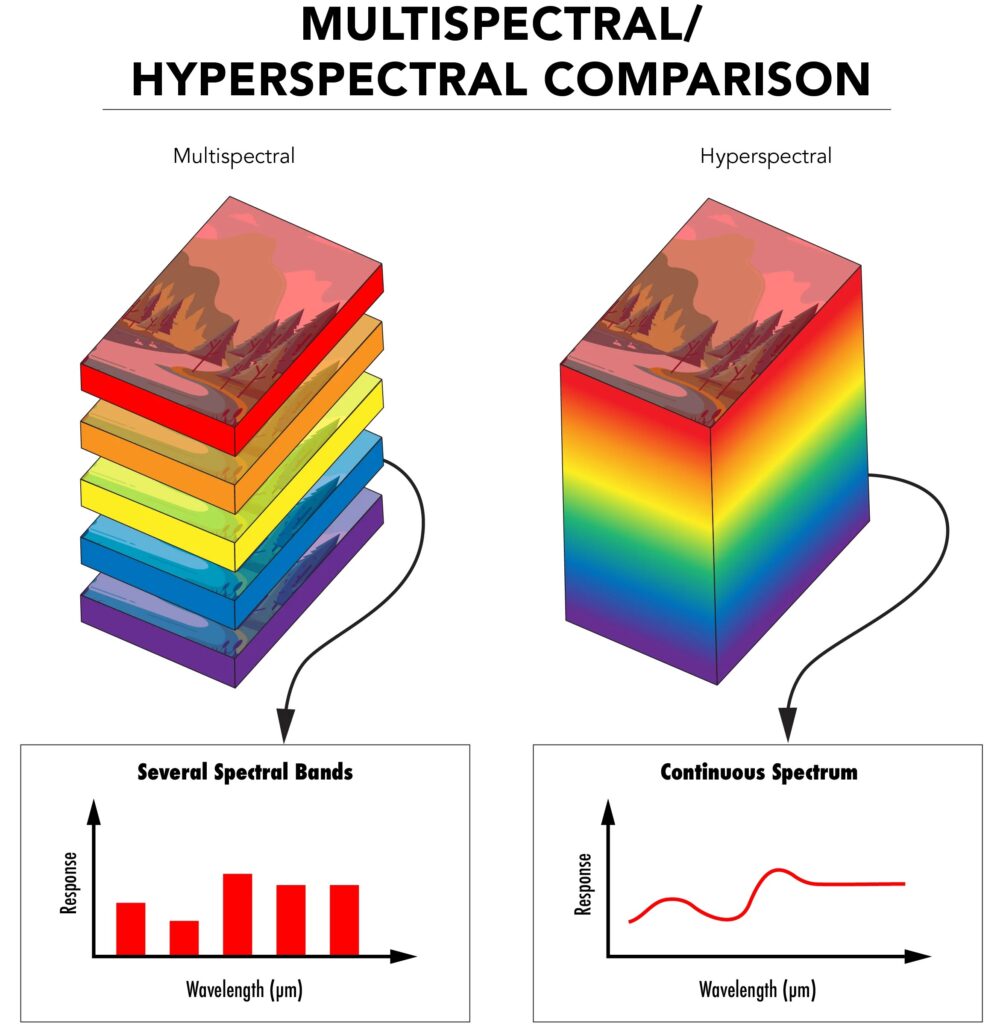 MULTISPECTRAL/
HYPERSPECTRAL COMPARISON
Multispectral
Hyperspectral
Several Spectral Bands
Response
Wavelength (µm)
Continuous Spectrum
Response
Wavelength (µm)